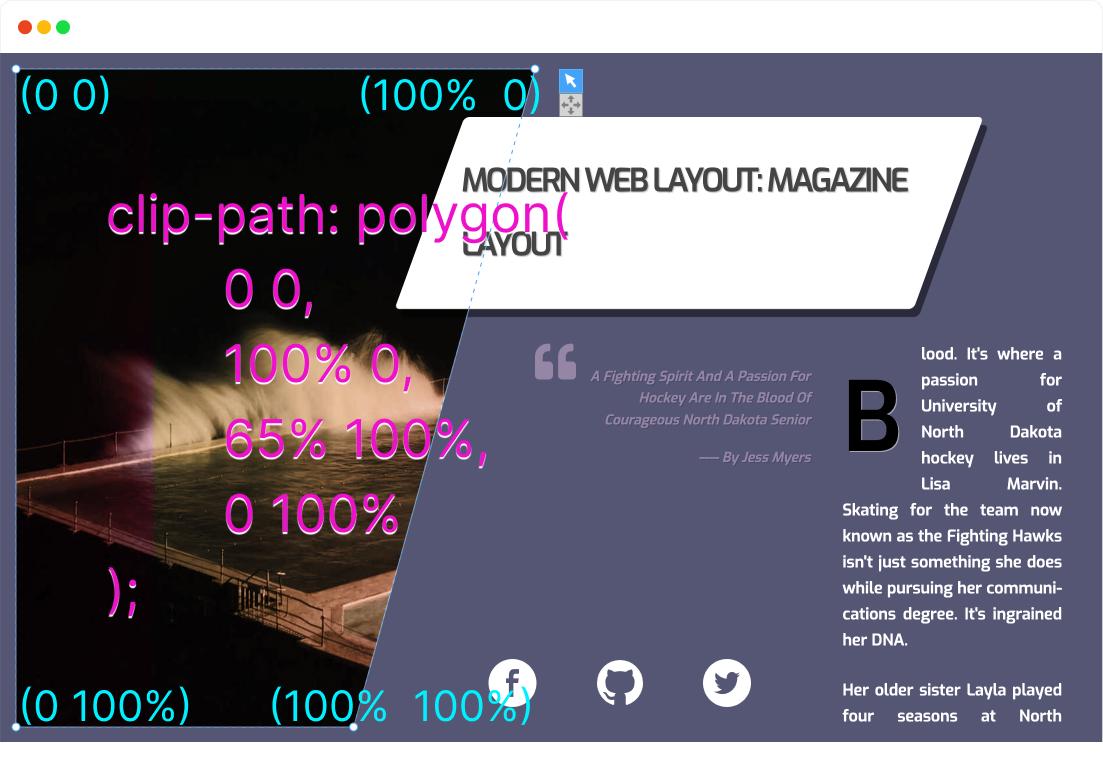 (0 0)
(100% 0)
MODERN WEB LAYOUT: MAGAZINE
LAYOUT
clip-path: polygon(
0 0,
100% 0,
65% 100%,
0 100%
);
(0 100%)
(100% 100%)
A Fighting Spirit And A Passion For
Hockey Are In The Blood Of
Courageous North Dakota Senior
—– By Jess Myers
B
lood. It's where a
passion for
University of
North Dakota
hockey lives in
Lisa Marvin.
Skating for the team now
known as the Fighting Hawks
isn't just something she does
while pursuing her communi-
cations degree. It's ingrained
her DNA.
Her older sister Layla played
four seasons at North